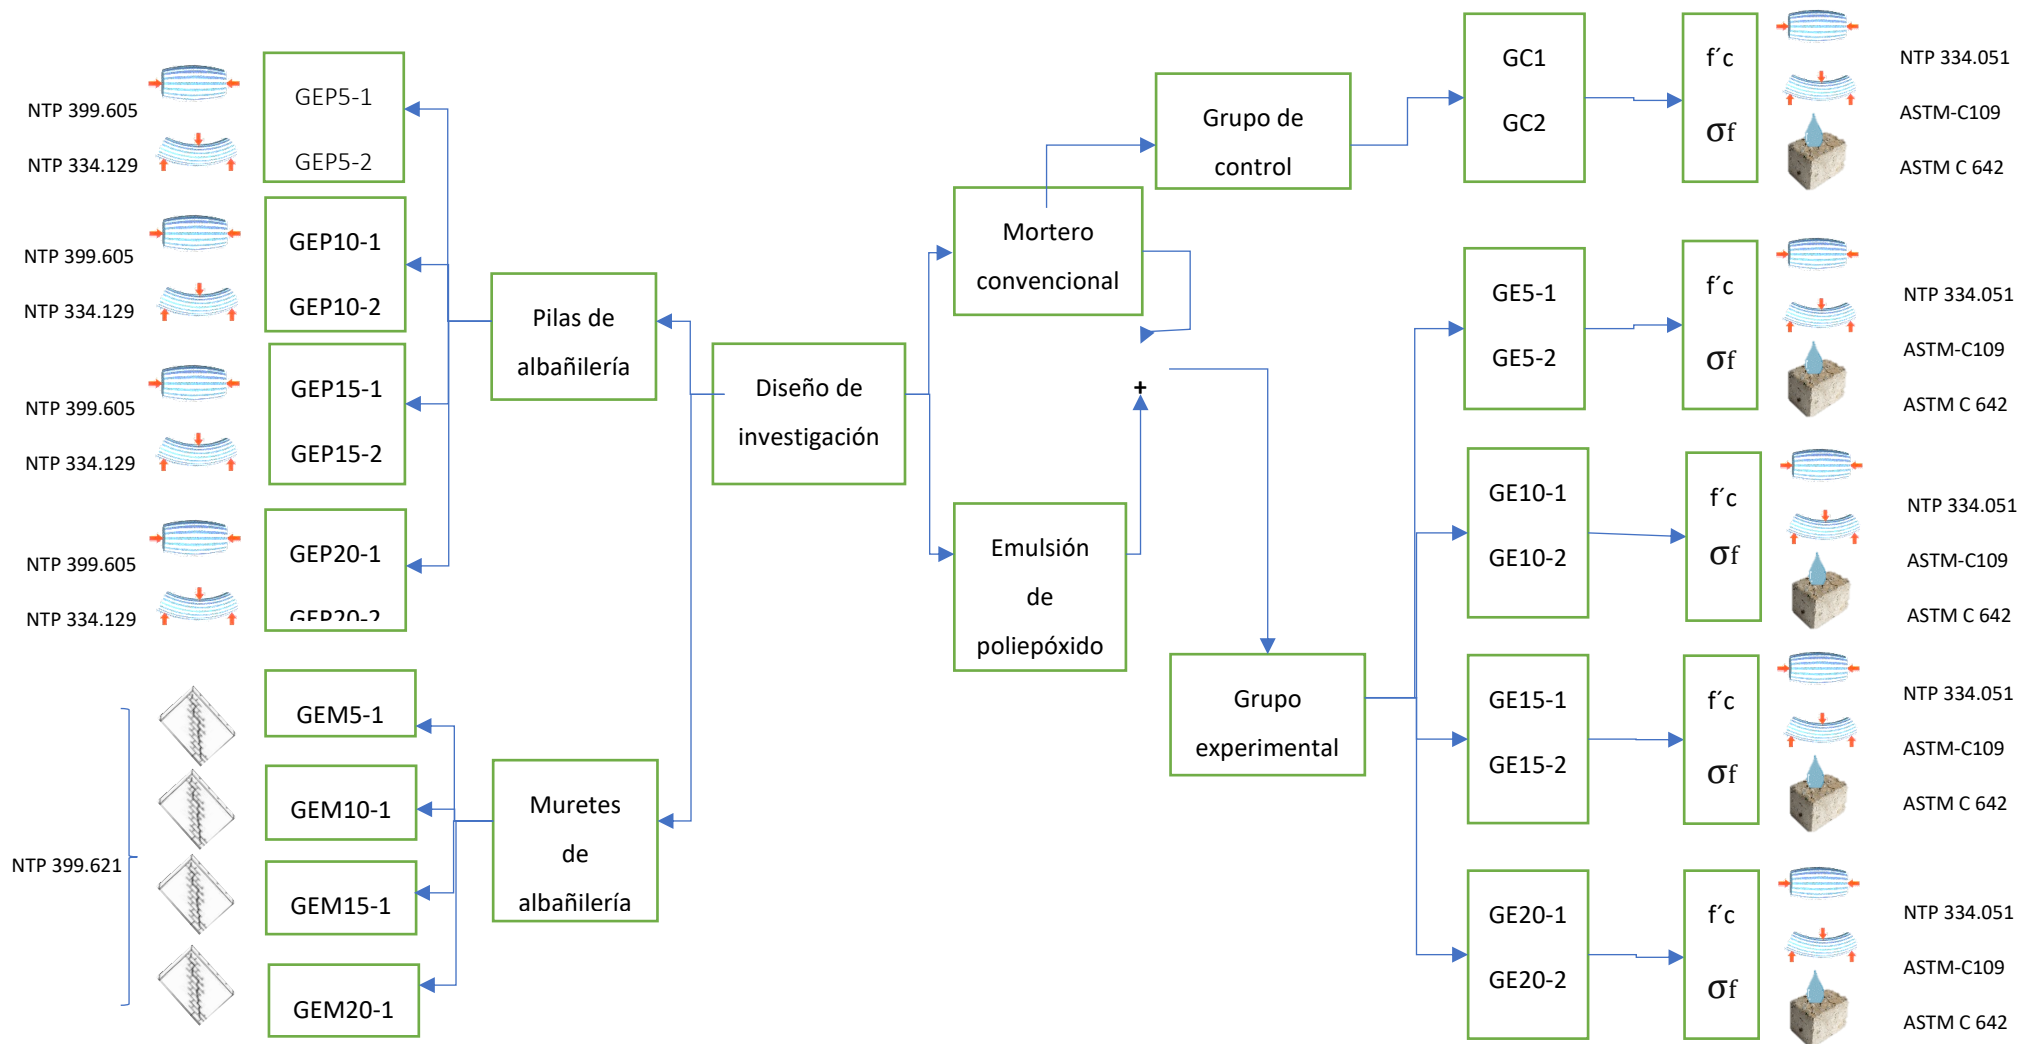 NTP 399.605
NTP 334.129
GEP5-1
GEP5-2
NTP 399.605
NTP 334.129
GEP10-1
GEP10-2
NTP 399.605
NTP 334.129
GEP15-1
GEP15-2
NTP 399.605
NTP 334.129
GEP20-1
GEP20-2
Pilas de
albañilería
NTP 399.621
GEM5-1
GEM10-1
GEM15-1
GEM20-1
Muretes
de
albañilería
Diseño de
investigación
Mortero
convencional
+
Emulsión
de
poliepóxido
Grupo de
control
Grupo
experimental
GC1
GC2
f´c
σf
NTP 334.051
ASTM-C109
ASTM C 642
GE5-1
GE5-2
f´c
σf
NTP 334.051
ASTM-C109
ASTM C 642
GE10-1
GE10-2
f´c
σf
NTP 334.051
ASTM-C109
ASTM C 642
GE15-1
GE15-2
f´c
σf
NTP 334.051
ASTM-C109
ASTM C 642
GE20-1
GE20-2
f´c
σf
NTP 334.051
ASTM-C109
ASTM C 642